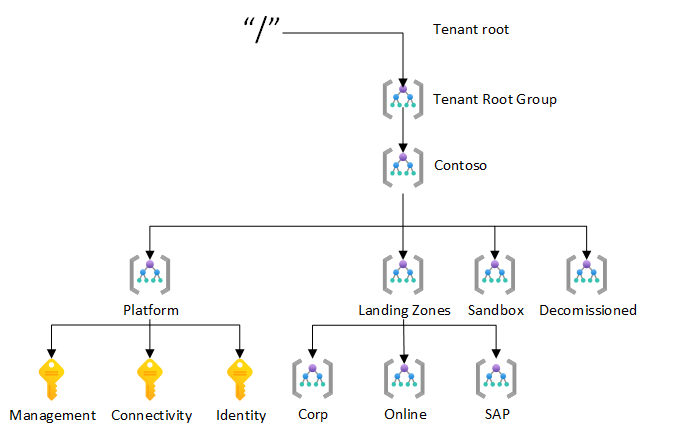 “/”
Tenant root
Tenant Root Group
Contoso
Platform
Landing Zones
Sandbox
Decomissioned
Management
Connectivity
Identity
Corp
Online
SAP